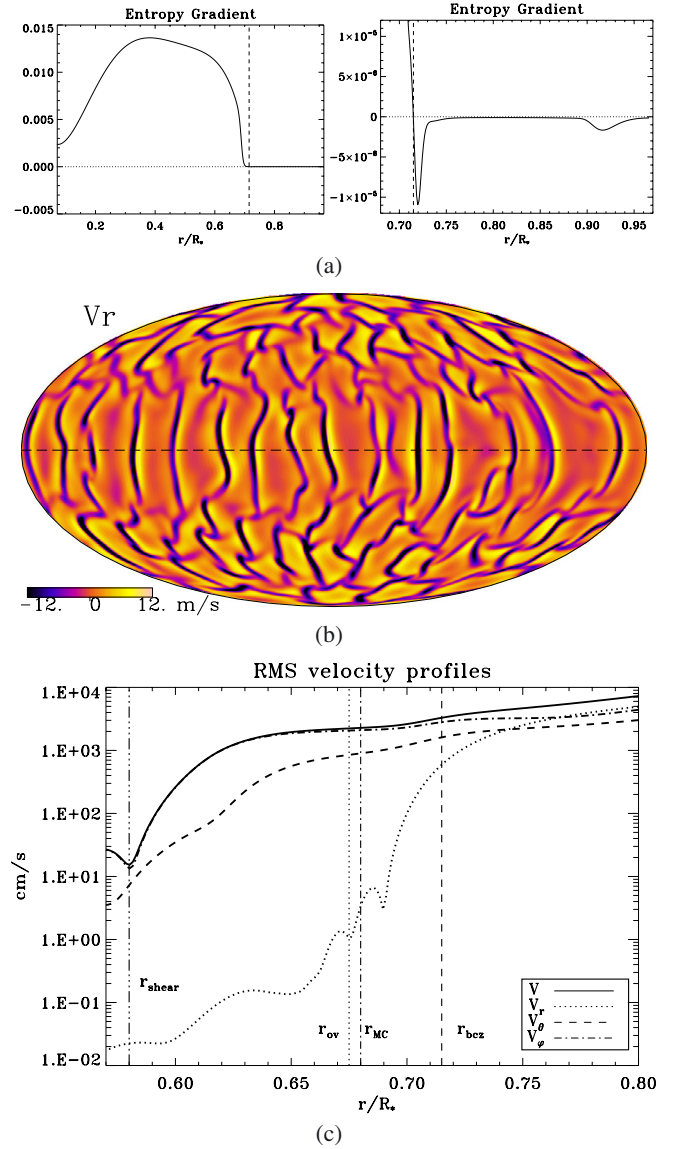 Entropy Gradient
0.015
0.010
0.005
0.000
−0.005
0.2 0.4 0.6 0.8
r/R*
Entropy Gradient
1×10⁻⁵
5×10⁻⁶
0
−5×10⁻⁶
−1×10⁻⁵
0.70 0.75 0.80 0.85 0.90 0.95
r/R*
(a)
Vr
−12. 0 12. m/s
(b)
RMS velocity profiles
1.E+04
1.E+03
1.E+02
1.E+01
1.E+00
1.E−01
1.E−02
cm/s
r_shear
r_ov r_MC r_bcz
V
V_r
V_θ
V_φ
0.60 0.65 0.70 0.75 0.80
r/R*
(c)